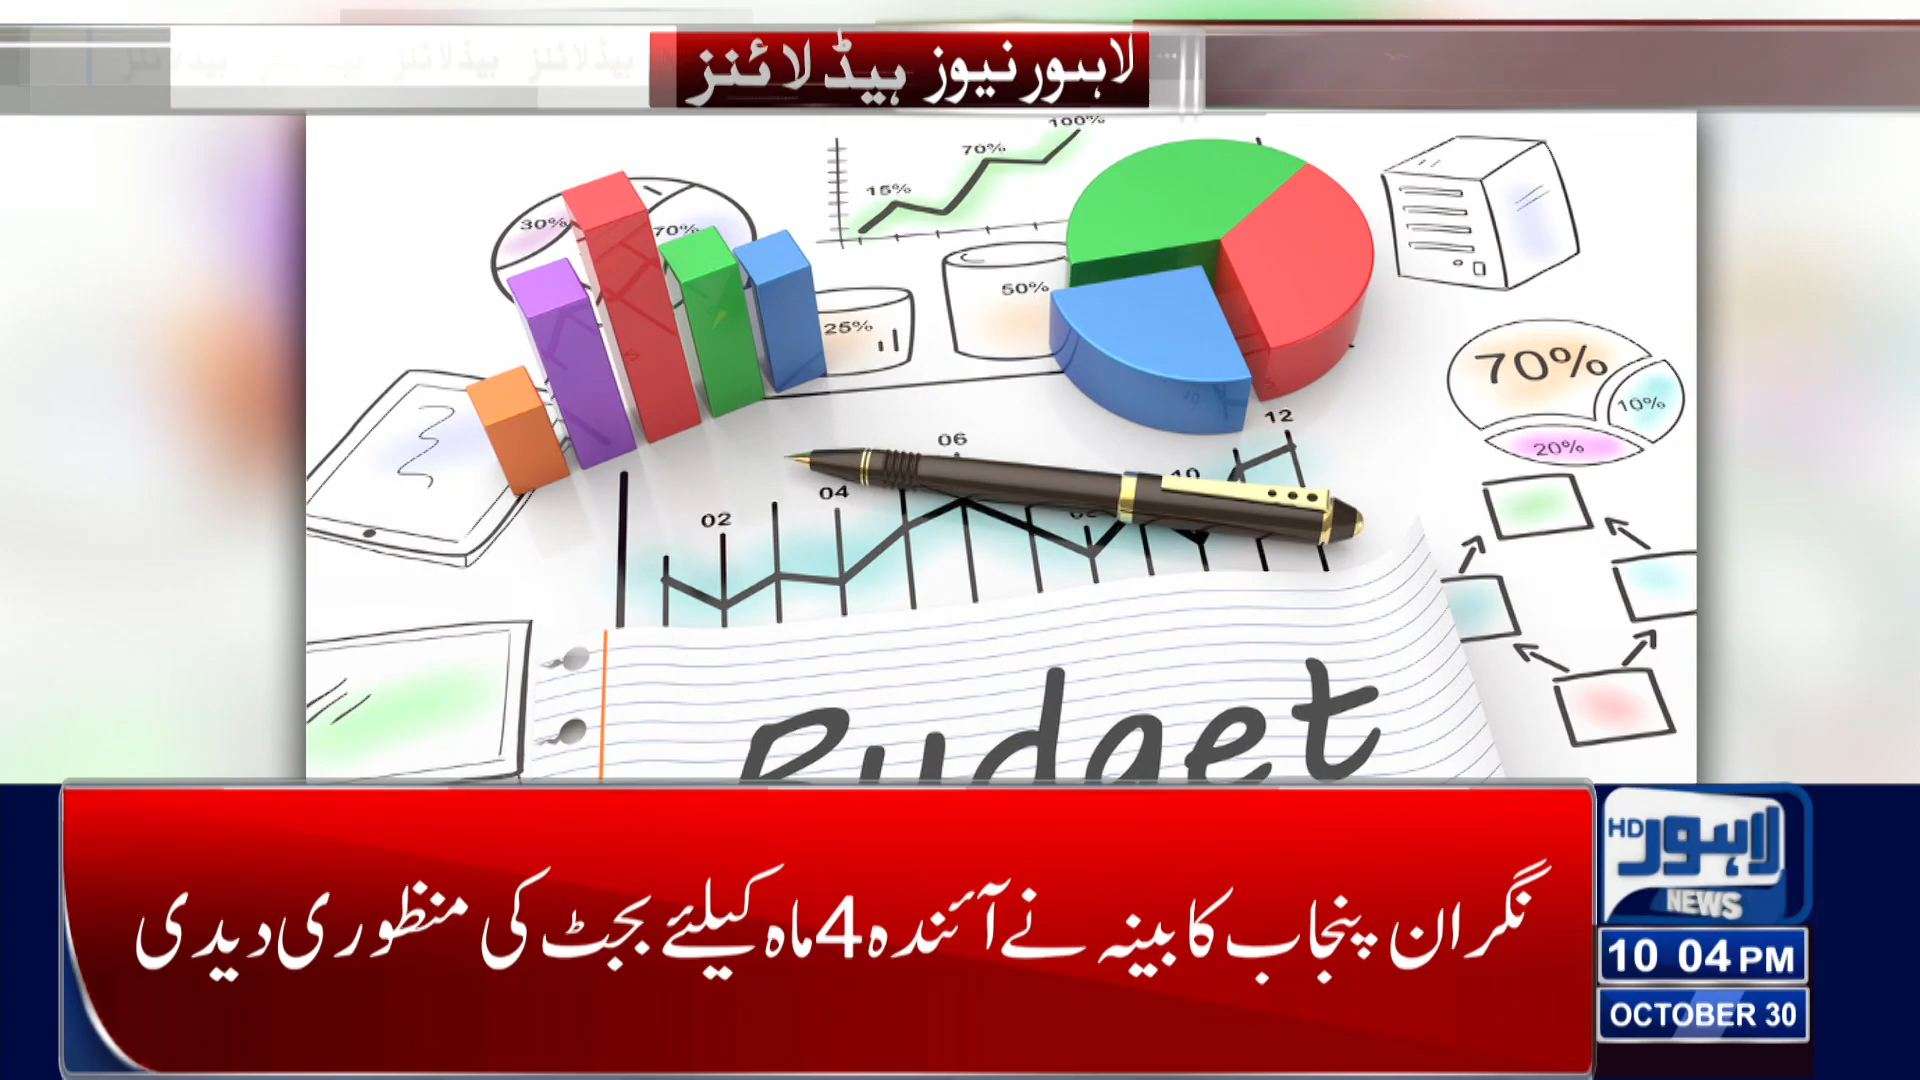 لاہور نیوز ہیڈ لائنز
100%
70%
15%
30%
70%
50%
25%
70%
10%
20%
12
06
10
04
02
Budget
نگران پنجاب کابینہ نے آئندہ 4 ماہ کیلئے بجٹ کی منظوری دیدی
HD لاہور
NEWS
10 04 PM
OCTOBER 30